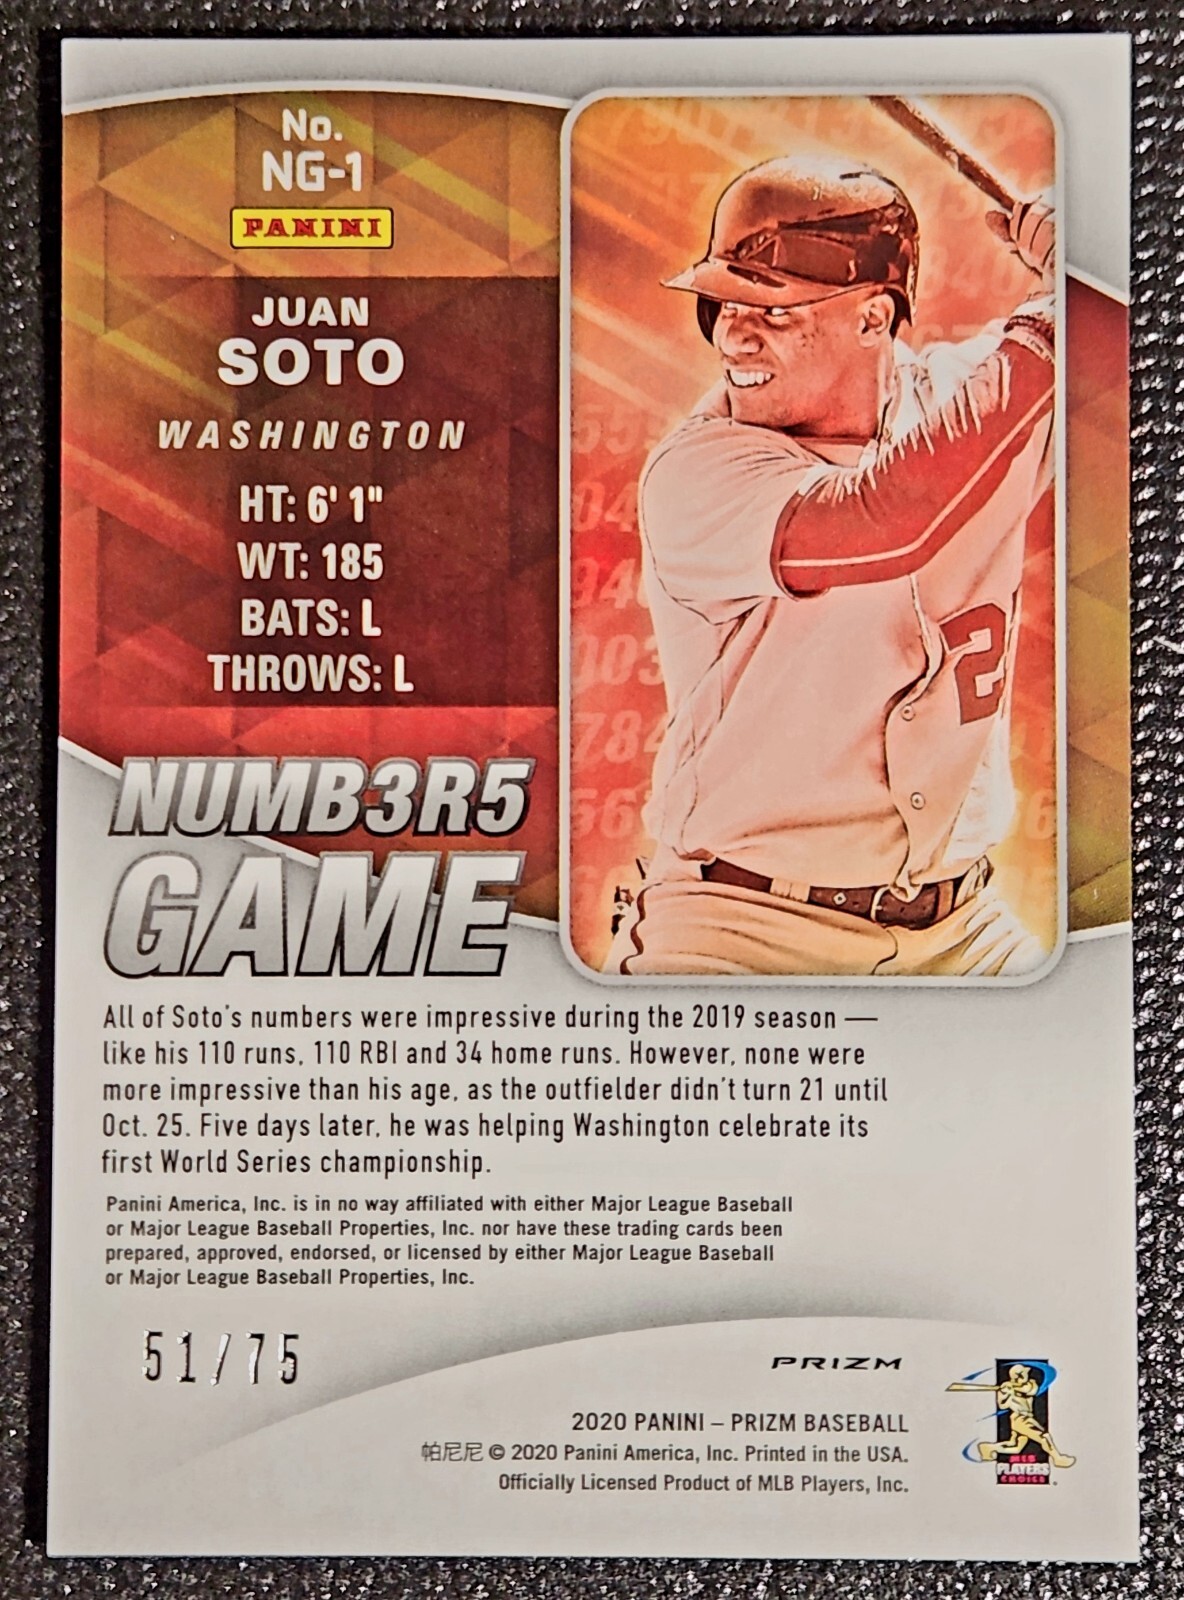 No.
NG-1
PANINI
JUAN
SOTO
WASHINGTON
HT: 6' 1"
WT: 185
BATS: L
THROWS: L
NUMB3R5
GAME
2
All of Soto's numbers were impressive during the 2019 season —
like his 110 runs, 110 RBI and 34 home runs. However, none were
more impressive than his age, as the outfielder didn't turn 21 until
Oct. 25. Five days later, he was helping Washington celebrate its
first World Series championship.
Panini America, Inc. is in no way affiliated with either Major League Baseball
or Major League Baseball Properties, Inc. nor have these trading cards been
prepared, approved, endorsed, or licensed by either Major League Baseball
or Major League Baseball Properties, Inc.
51/75
PRIZM
2020 PANINI – PRIZM BASEBALL
帕尼尼 © 2020 Panini America, Inc. Printed in the USA.
Officially Licensed Product of MLB Players, Inc.
MLB
PLAYERS
CHOICE